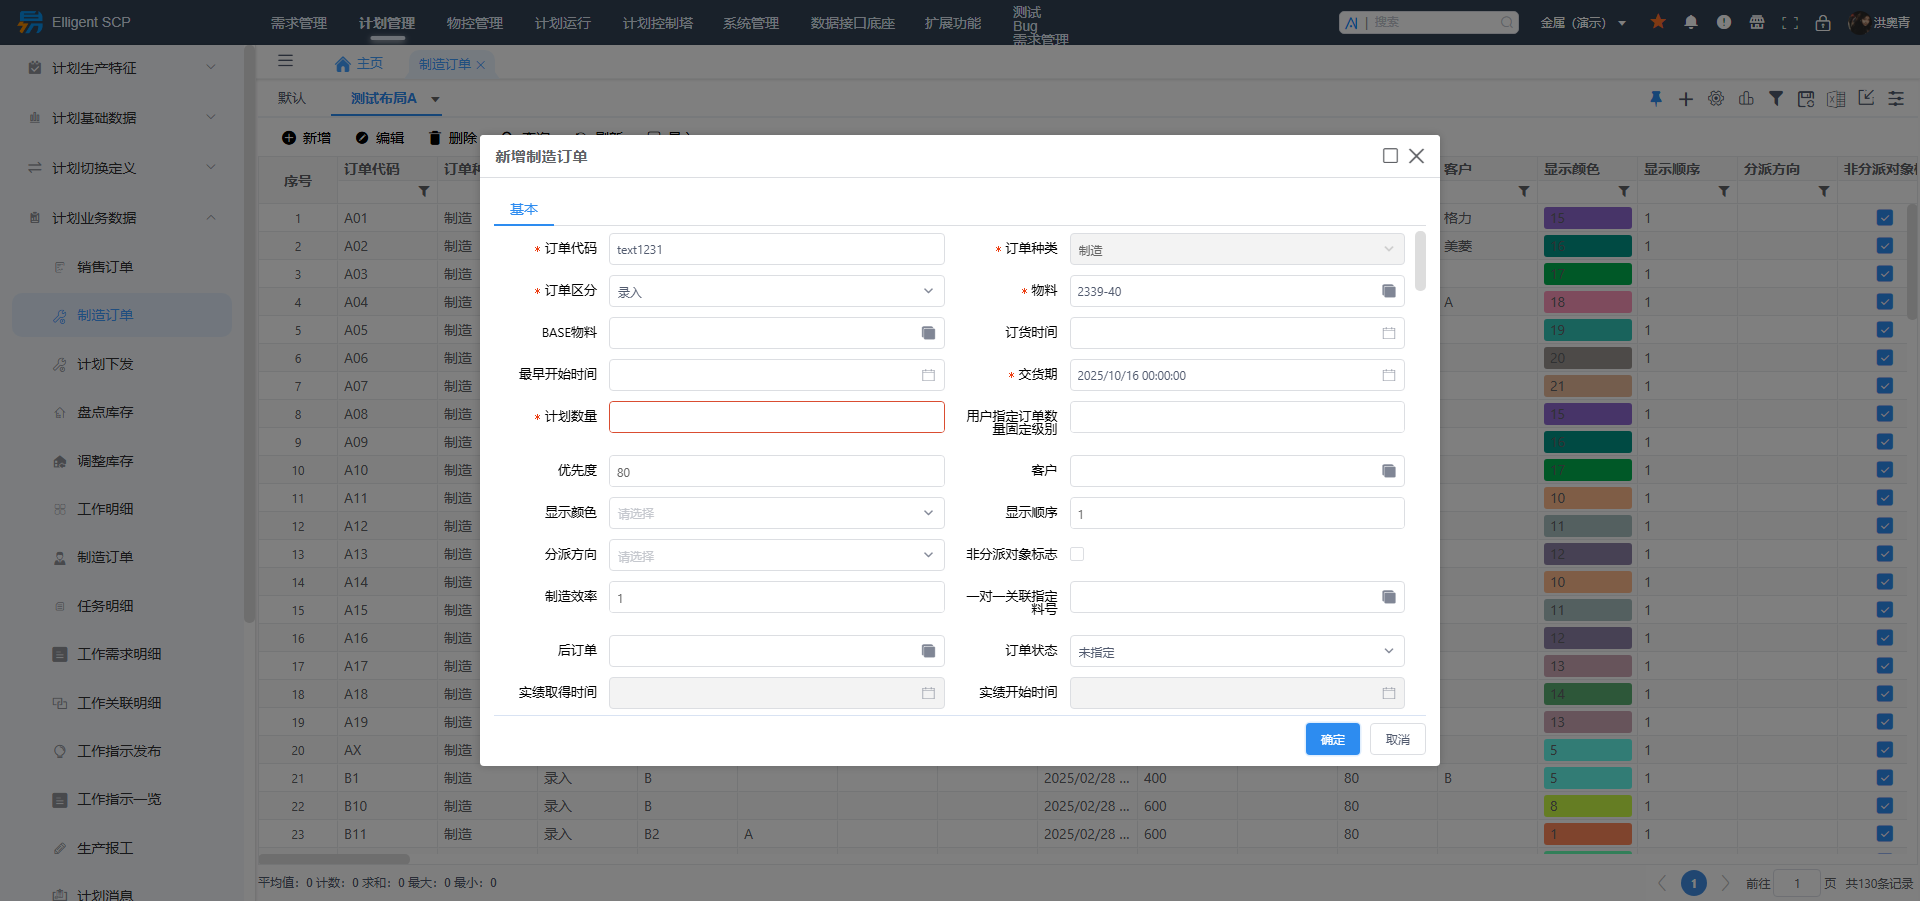 Elligent SCP
需求管理 计划管理 物控管理 计划运行 计划控制塔 系统管理 数据接口底座 扩展功能
测试
Bug
需求管理
AI | 搜索
金属（演示）
洪奥青
计划生产特征
计划基础数据
计划切换定义
计划业务数据
销售订单
制造订单
计划下发
盘点库存
调整库存
工作明细
制造订单
任务明细
工作需求明细
工作关联明细
工作指示发布
工作指示一览
生产报工
计划消息
主页 制造订单
默认 测试布局A
新增 编辑 删除
序号 订单代码 客户 显示颜色 显示顺序 分派方向
1 A01 制造 格力 15 1
2 A02 制造 美菱 1
3 A03 制造 17 1
4 A04 制造 A 18 1
5 A05 制造 19 1
6 A06 制造 20 1
7 A07 制造 21 1
8 A08 制造 15 1
9 A09 制造 1
10 A10 制造 17 1
11 A11 制造 10 1
12 A12 制造 11 1
13 A13 制造 12 1
14 A14 制造 10 1
15 A15 制造 11 1
16 A16 制造 12 1
17 A17 制造 13 1
18 A18 制造 14 1
19 A19 制造 13 1
20 AX 制造 5 1
21 B1 制造 录入 B 2025/02/28 ... 400 80 B 5 1
22 B10 制造 录入 B 2025/02/28 ... 600 80 8 1
23 B11 制造 录入 B2 A 2025/02/28 ... 600 80 1 1
平均值：0 计数：0 求和：0 最大：0 最小：0
1 前往 1 页 共130条记录
新增制造订单
基本
* 订单代码 text1231
* 订单种类 制造
* 订单区分 录入
* 物料 2339-40
BASE物料
订货时间
最早开始时间
* 交货期 2025/10/16 00:00:00
* 计划数量
用户指定订单数
量固定级别
优先度 80
客户
显示颜色 请选择
显示顺序 1
分派方向 请选择
非分派对象标志
制造效率 1
一对一关联指定
料号
后订单
订单状态 未指定
实绩取得时间
实绩开始时间
确定 取消